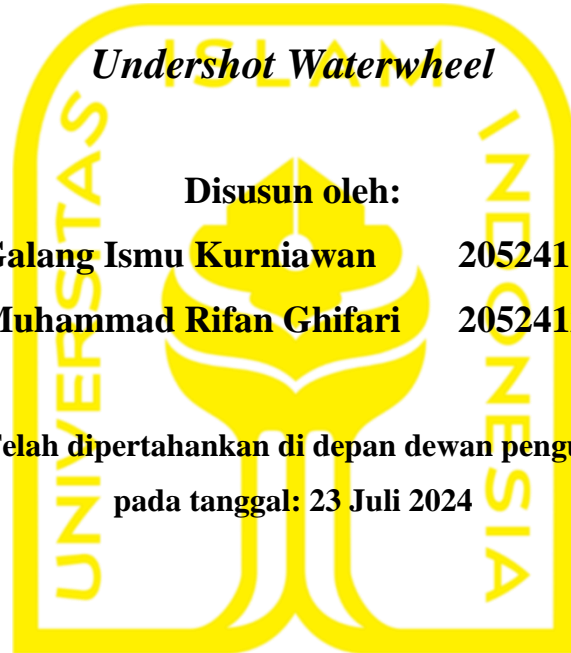 UNIVERSITAS ISLAM INDONESIA
Undershot Waterwheel
Disusun oleh:
Galang Ismu Kurniawan 205241
Muhammad Rifan Ghifari 205241
Telah dipertahankan di depan dewan pengu
pada tanggal: 23 Juli 2024